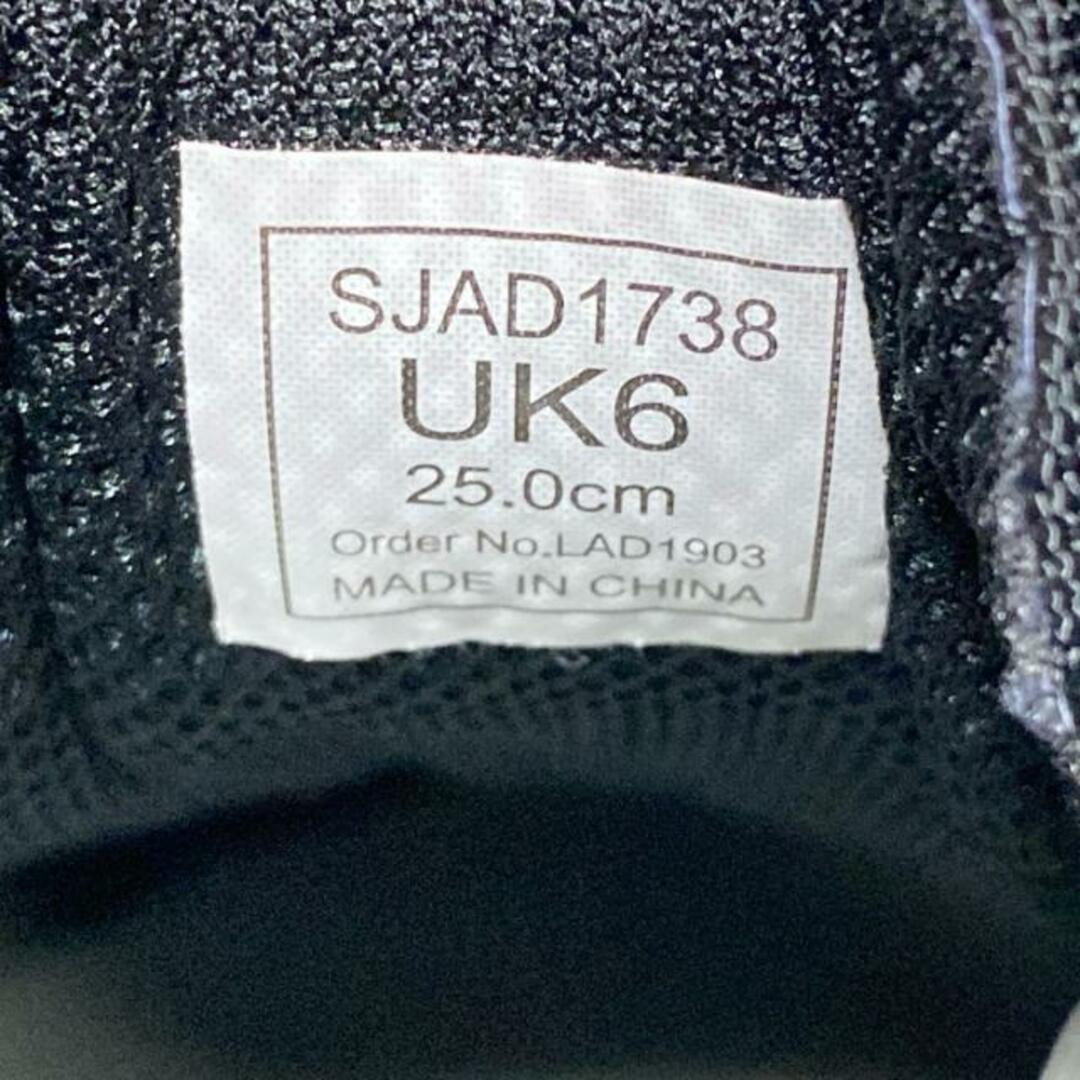 SJAD1738
UK6
25.0cm
Order No.LAD1903
MADE IN CHINA